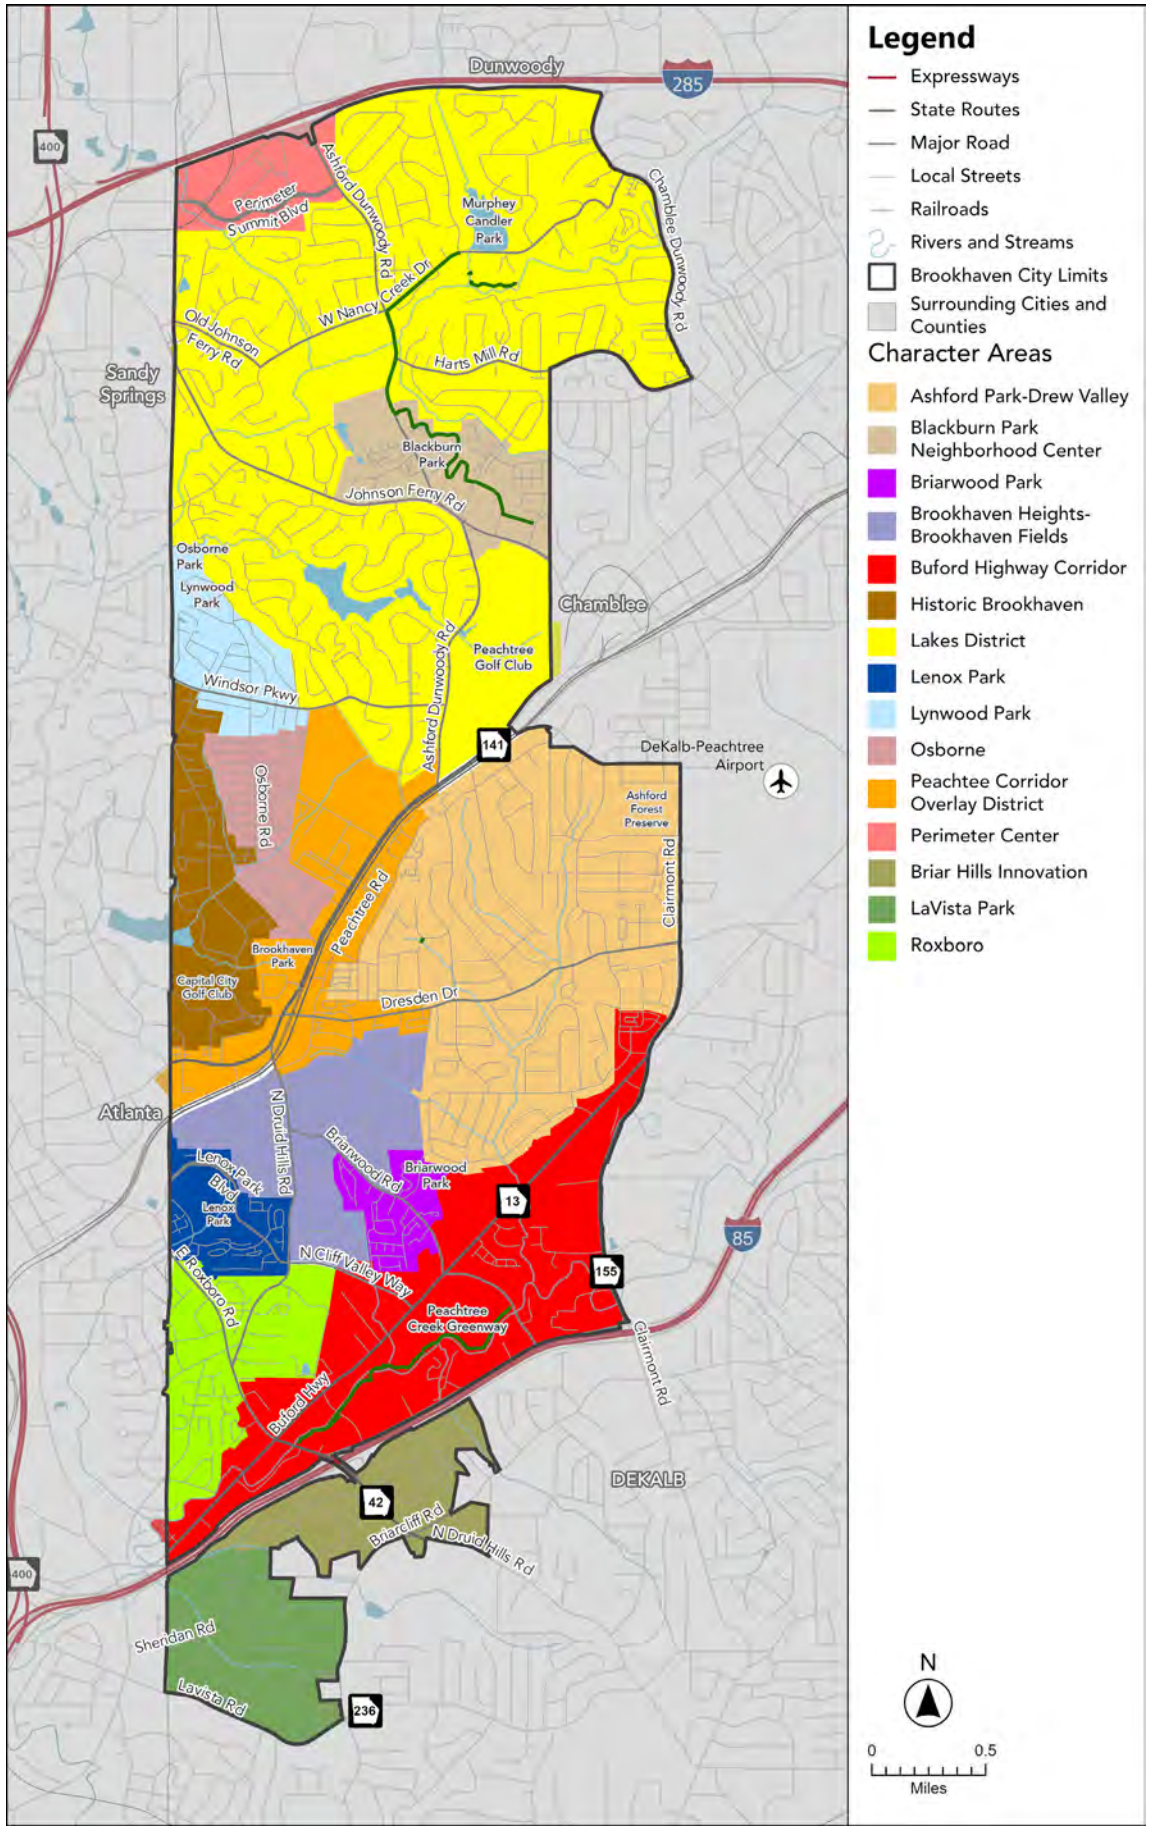 Dunwoody
285
400
Perimeter
Summit Blvd
Ashford Dunwoody Rd
Murphey
Candler
Park
Chamblee Dunwoody Rd
W Nancy Creek Dr
Old Johnson
Ferry Rd
Harts Mill Rd
Sandy
Springs
Blackburn
Park
Johnson Ferry Rd
Osborne
Park
Lynwood
Park
Chamblee
Peachtree
Golf Club
Ashford Dunwoody Rd
Windsor Pkwy
141
DeKalb-Peachtree
Airport
Osborne Rd
Ashford
Forest
Preserve
Clairmont Rd
Peachtree Rd
Brookhaven
Park
Capital City
Golf Club
Dresden Dr
Atlanta
N Druid Hills Rd
Briarwood Rd
Briarwood
Park
Lenox Park
Blvd
Lenox
Park
13
85
155
E Roxboro Rd
N Cliff Valley Way
Peachtree
Creek Greenway
Clairmont Rd
Buford Hwy
DEKALB
42
Briarcliff Rd
N Druid Hills Rd
400
Sheridan Rd
Lavista Rd
236
Legend
Expressways
State Routes
Major Road
Local Streets
Railroads
Rivers and Streams
Brookhaven City Limits
Surrounding Cities and
Counties
Character Areas
Ashford Park-Drew Valley
Blackburn Park
Neighborhood Center
Briarwood Park
Brookhaven Heights-
Brookhaven Fields
Buford Highway Corridor
Historic Brookhaven
Lakes District
Lenox Park
Lynwood Park
Osborne
Peachtee Corridor
Overlay District
Perimeter Center
Briar Hills Innovation
LaVista Park
Roxboro
N
0 0.5
Miles